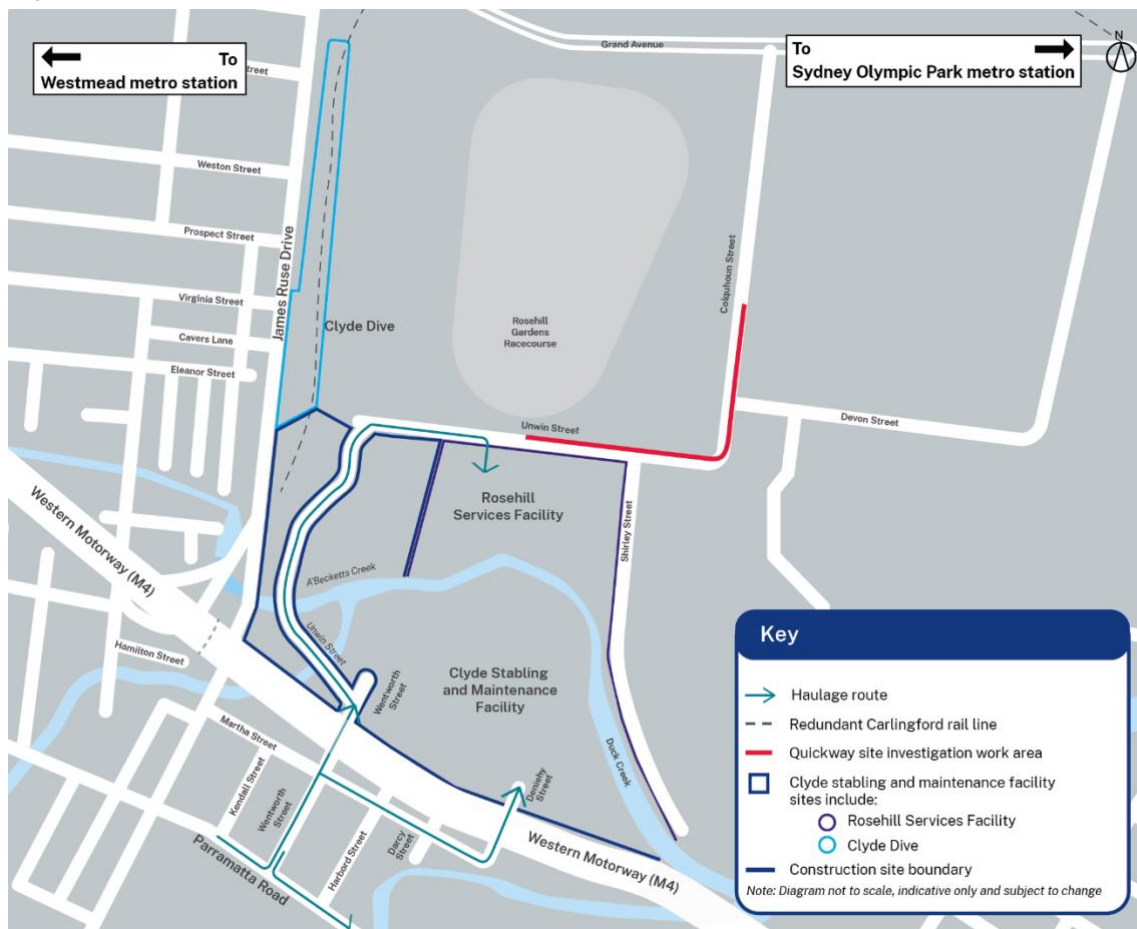 To
Westmead metro station
Grand Avenue
To
Sydney Olympic Park metro station
N
Street
Weston Street
Prospect Street
James Ruse Drive
Virginia Street
Clyde Dive
Cavers Lane
Eleanor Street
Rosehill
Gardens
Racecourse
Colquhoun Street
Unwin Street
Devon Street
Rosehill
Services Facility
Shirley Street
Western Motorway (M4)
A'Becketts Creek
Unwin Street
Hamilton Street
Wentworth
Street
Clyde Stabling
and Maintenance
Facility
Duck Creek
Martha Street
Kendall Street
Wentworth
Street
Harbord Street
Darcy
Street
Deniehy
Street
Parramatta Road
Western Motorway (M4)
Key
Haulage route
Redundant Carlingford rail line
Quickway site investigation work area
Clyde stabling and maintenance facility
sites include:
Rosehill Services Facility
Clyde Dive
Construction site boundary
Note: Diagram not to scale, indicative only and subject to change